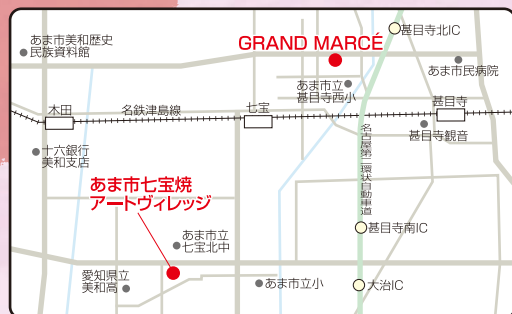 あま市美和歴史
民族資料館
GRAND MARCÉ
甚目寺北IC
あま市民病院
あま市立
甚目寺西小
木田
名鉄津島線
七宝
甚目寺
甚目寺観音
十六銀行
美和支店
名古屋第二環状自動車道
あま市七宝焼
アートヴィレッジ
あま市立
七宝北中
甚目寺南IC
愛知県立
美和高
あま市立小
大治IC